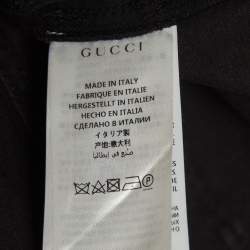 GUCCI
MADE IN ITALY
FABRIQUE EN ITALIE
HERGESTELLT IN ITALIEN
HECHO EN ITALIA
СДЕЛАНО В ИТАЛИИ
イタリア製
产地:意大利
صنع في إيطاليا